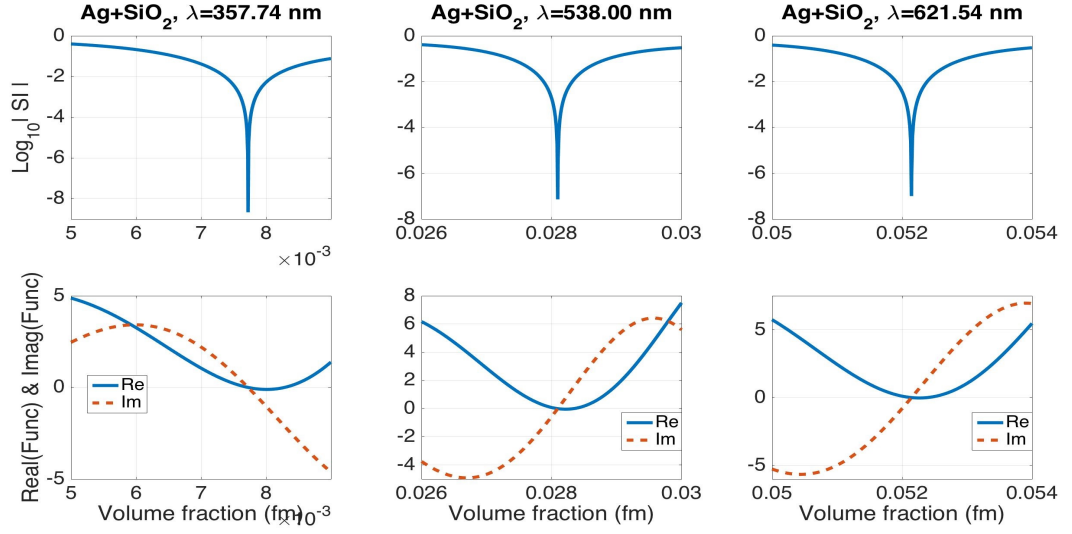 Ag+SiO2, λ=357.74 nm
Ag+SiO2, λ=538.00 nm
Ag+SiO2, λ=621.54 nm
Log10| SI |
0
-2
-4
-6
-8
5 6 7 8
×10-3
0
-2
-4
-6
-8
0.026 0.028 0.03
0
-2
-4
-6
-8
0.05 0.052 0.054
Real(Func) & Imag(Func)
5
0
-5
Re
Im
5 6 7 8
×10-3
Volume fraction (fm)
8
6
4
2
0
-2
-4
Re
Im
0.026 0.028 0.03
Volume fraction (fm)
5
0
-5
Re
Im
0.05 0.052 0.054
Volume fraction (fm)